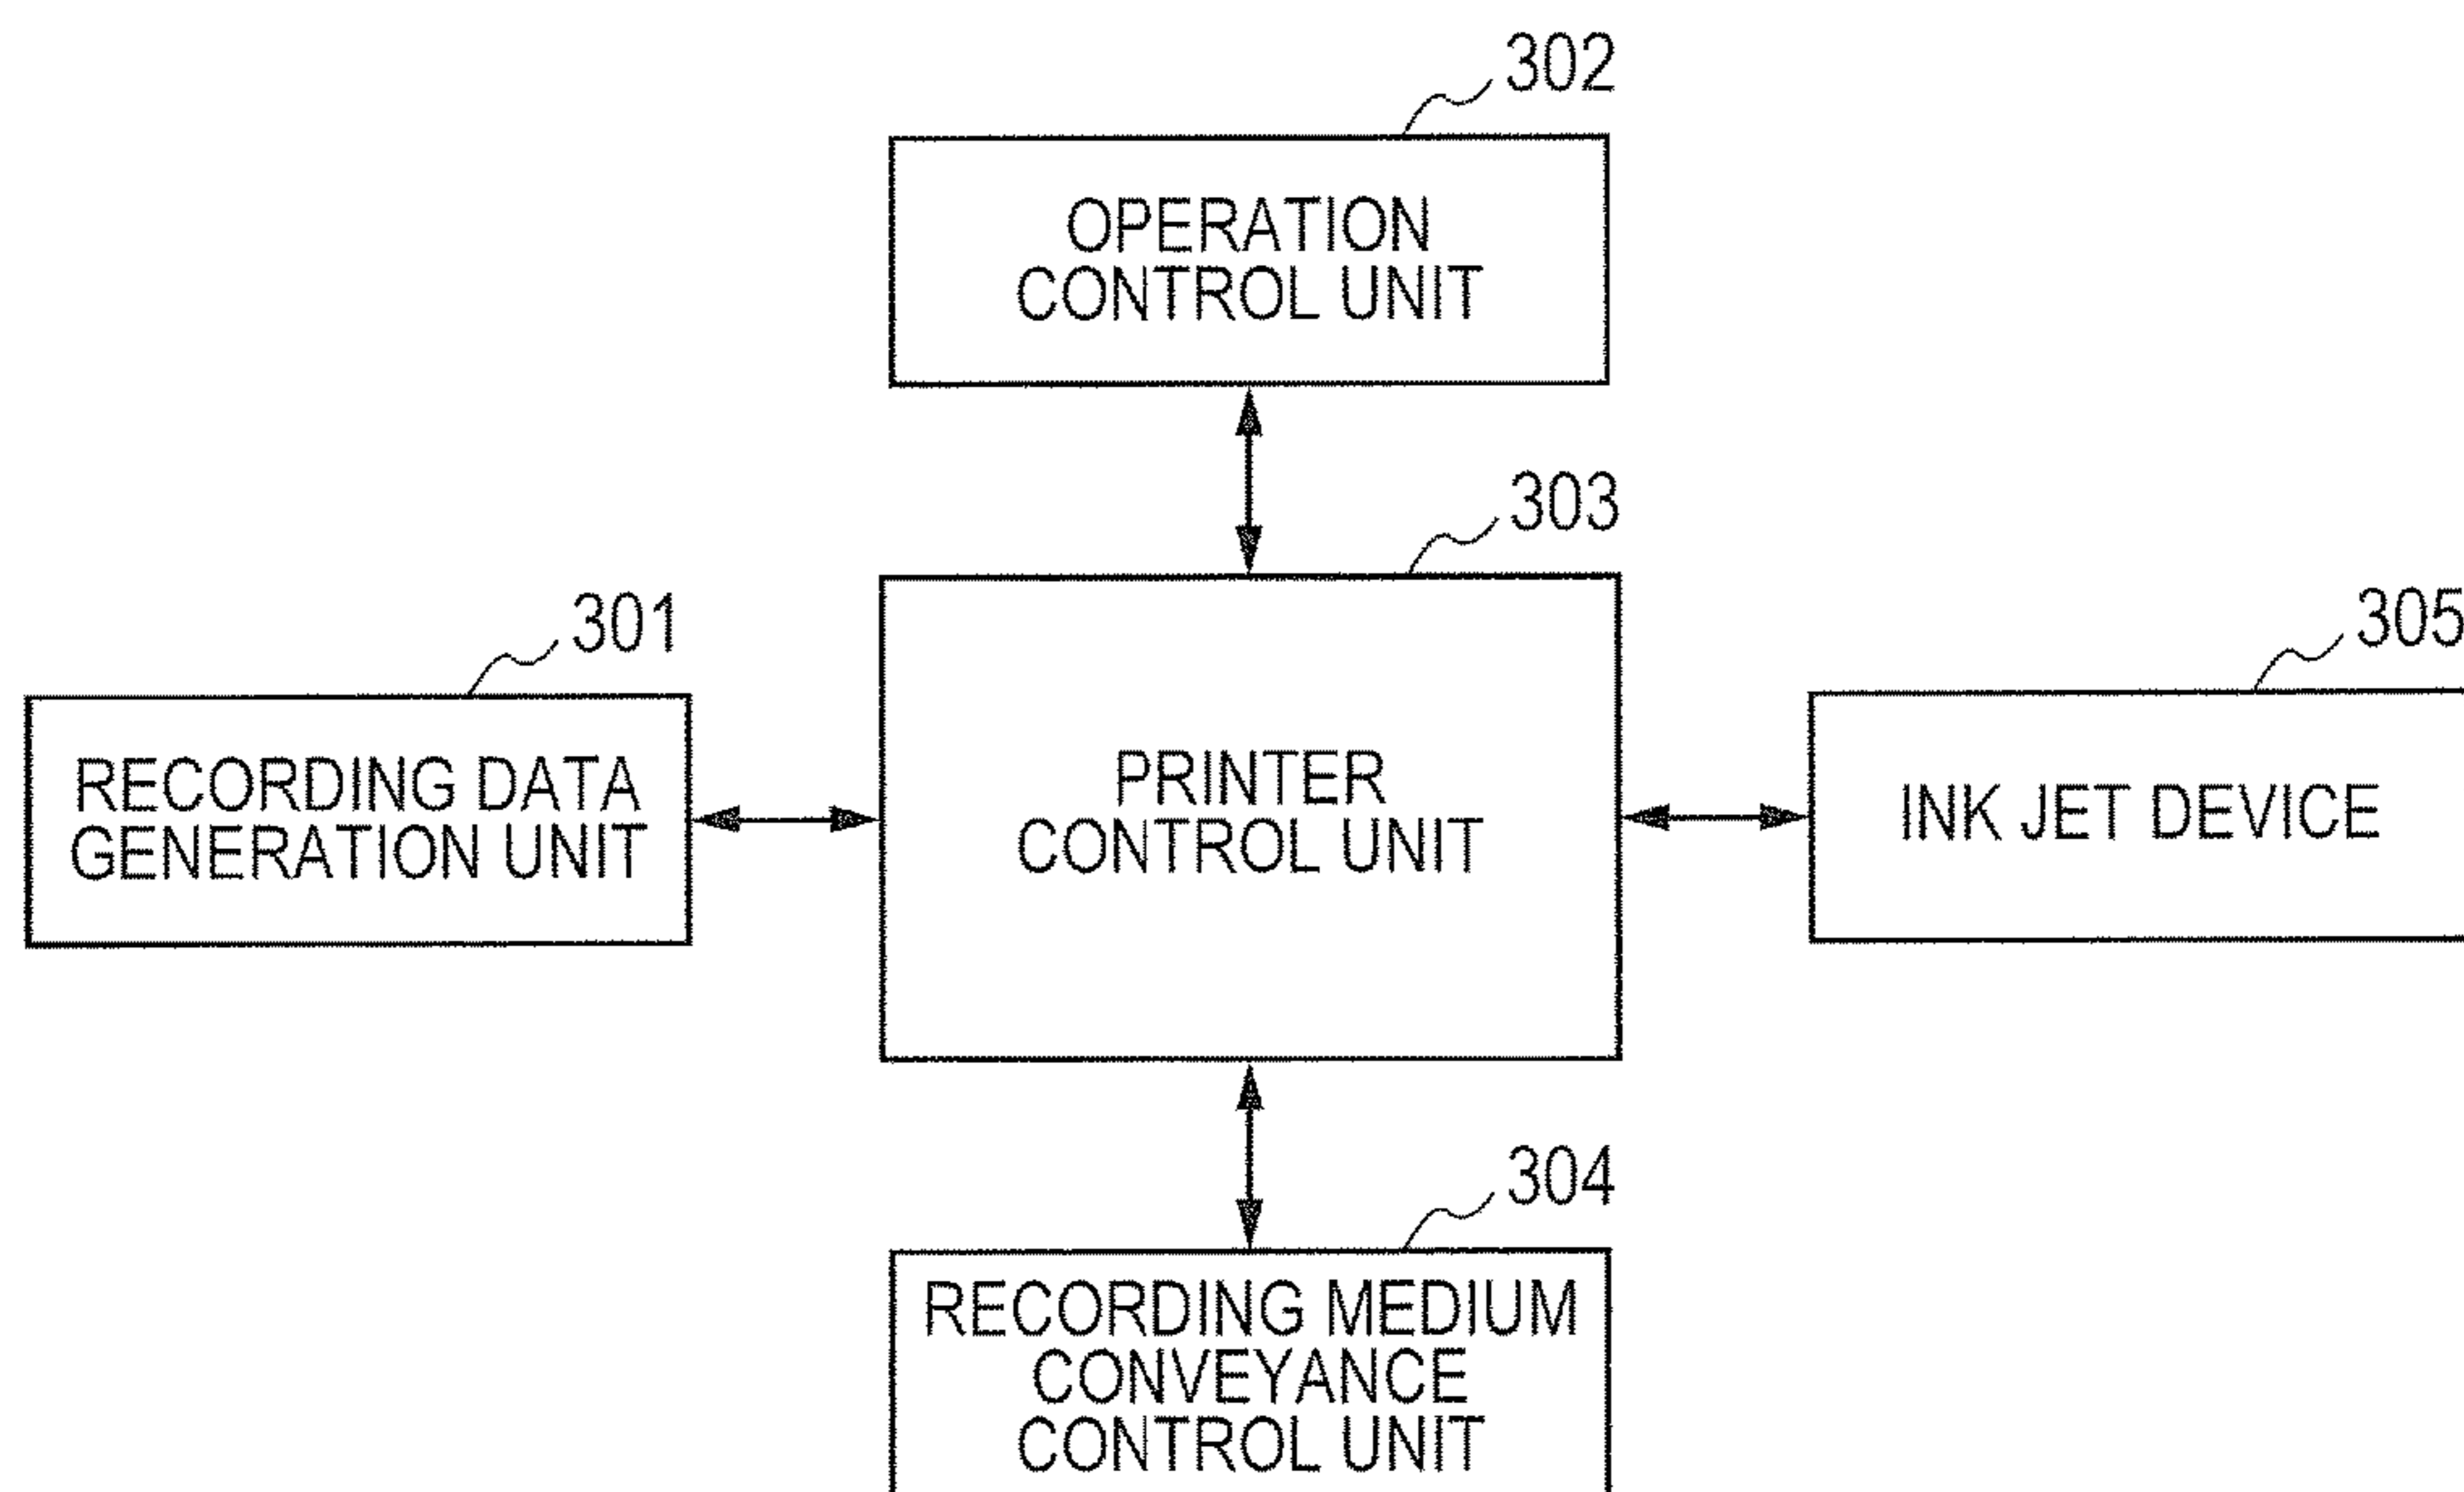 302
OPERATION
CONTROL UNIT
303
301
305
RECORDING DATA
GENERATION UNIT
PRINTER
CONTROL UNIT
INK JET DEVICE
304
RECORDING MEDIUM
CONVEYANCE
CONTROL UNIT